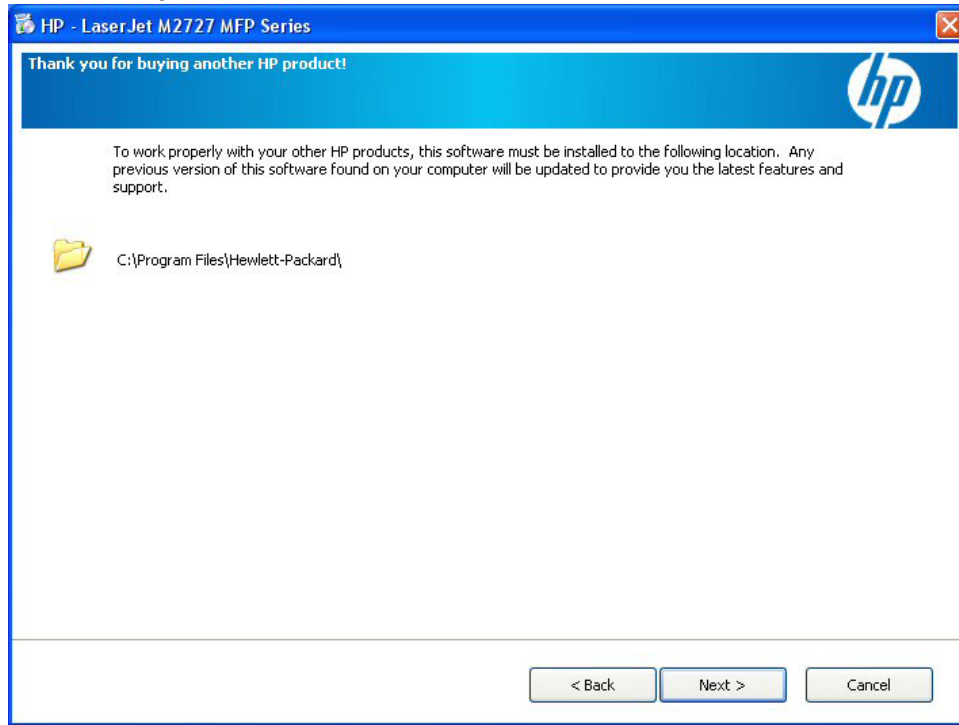 HP - LaserJet M2727 MFP Series
Thank you for buying another HP product!
hp
To work properly with your other HP products, this software must be installed to the following location. Any
previous version of this software found on your computer will be updated to provide you the latest features and
support.
C:\Program Files\Hewlett-Packard\
< Back Next > Cancel